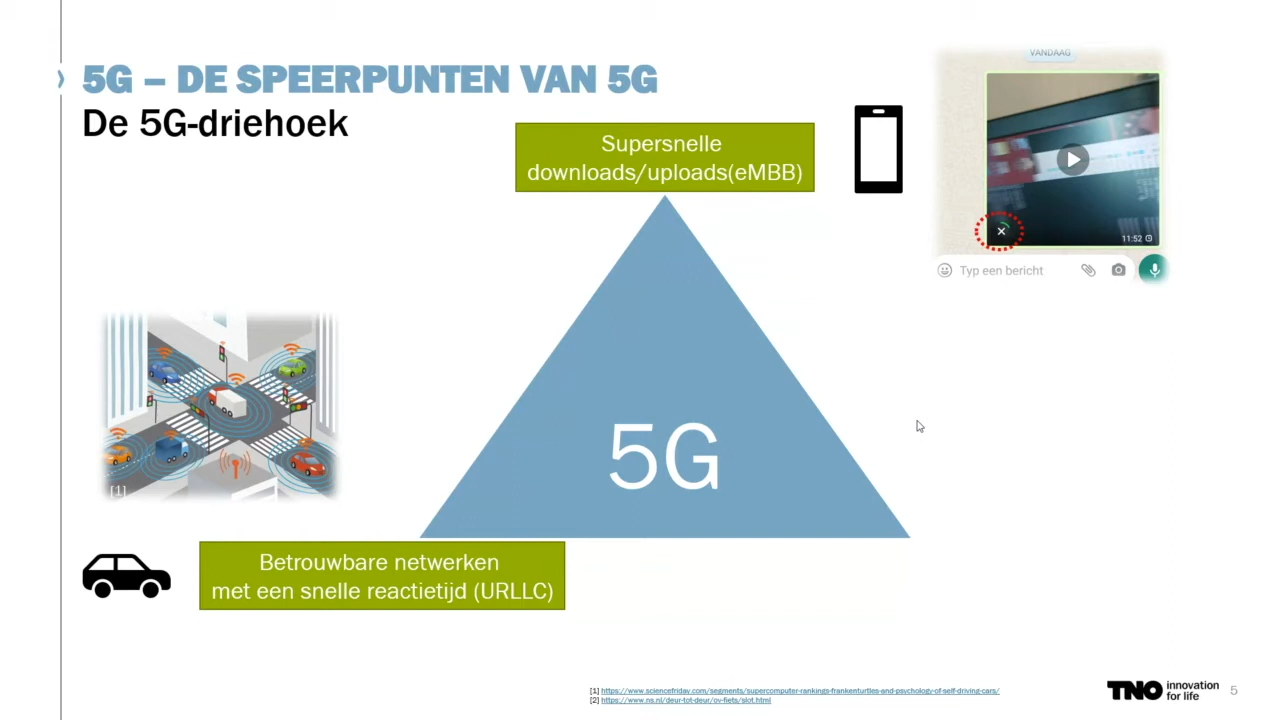 5G – DE SPEERPUNTEN VAN 5G
De 5G-driehoek
Supersnelle
downloads/uploads(eMBB)
VANDAAG
11:52
Typ een bericht
5G
[1]
Betrouwbare netwerken
met een snelle reactietijd (URLLC)
[1] https://www.sciencefriday.com/segments/supercomputer-rankings-frankenturtles-and-psychology-of-self-driving-cars/
[2] https://www.ns.nl/deur-tot-deur/ov-fiets/slot.html
TNO innovation
for life
5